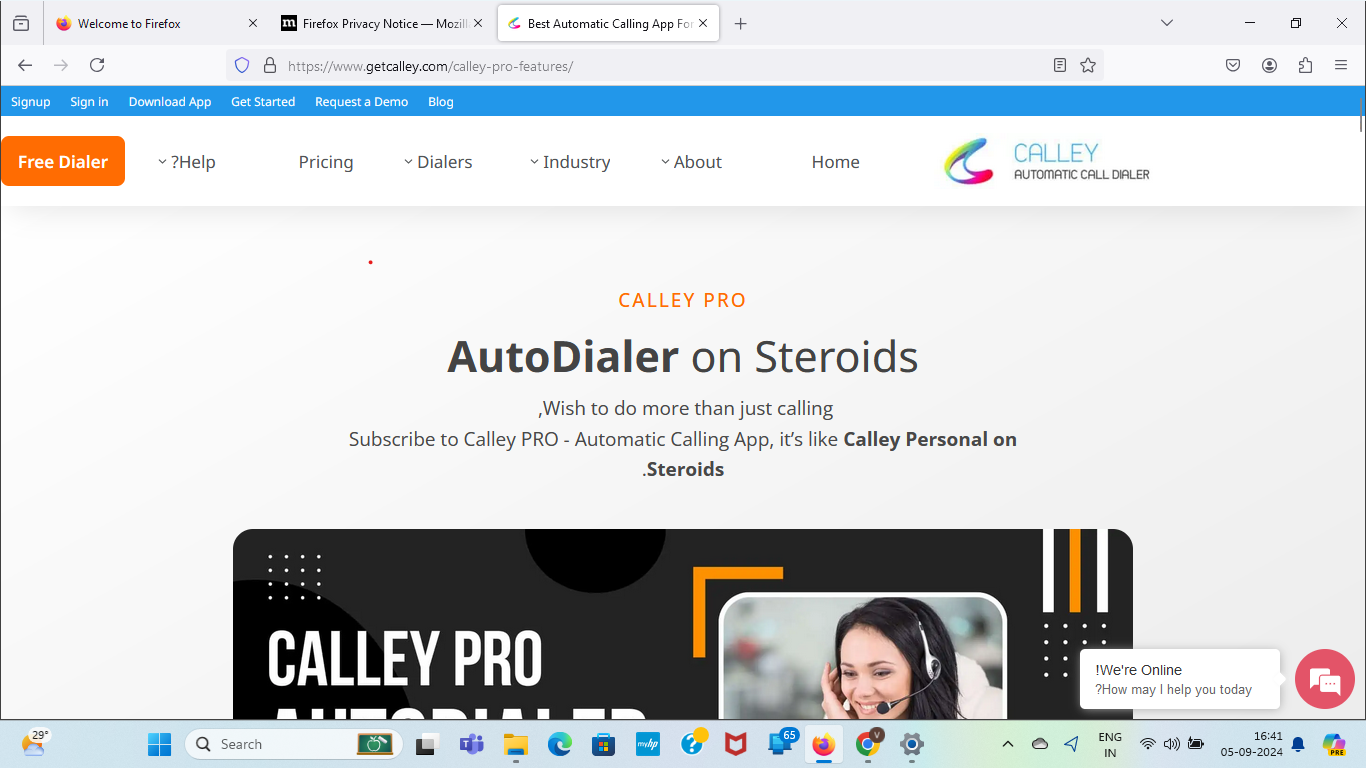 Welcome to Firefox
Firefox Privacy Notice — Mozill
Best Automatic Calling App For
https://www.getcalley.com/calley-pro-features/
Signup Sign in Download App Get Started Request a Demo Blog
Free Dialer ?Help Pricing Dialers Industry About Home
CALLEY
AUTOMATIC CALL DIALER
CALLEY PRO
AutoDialer on Steroids
,Wish to do more than just calling
Subscribe to Calley PRO - Automatic Calling App, it's like Calley Personal on
.Steroids
CALLEY PRO
AUTODIALER
!We're Online
?How may I help you today
29°
Search
myhp
65
V
ENG
IN
16:41
05-09-2024
PRE